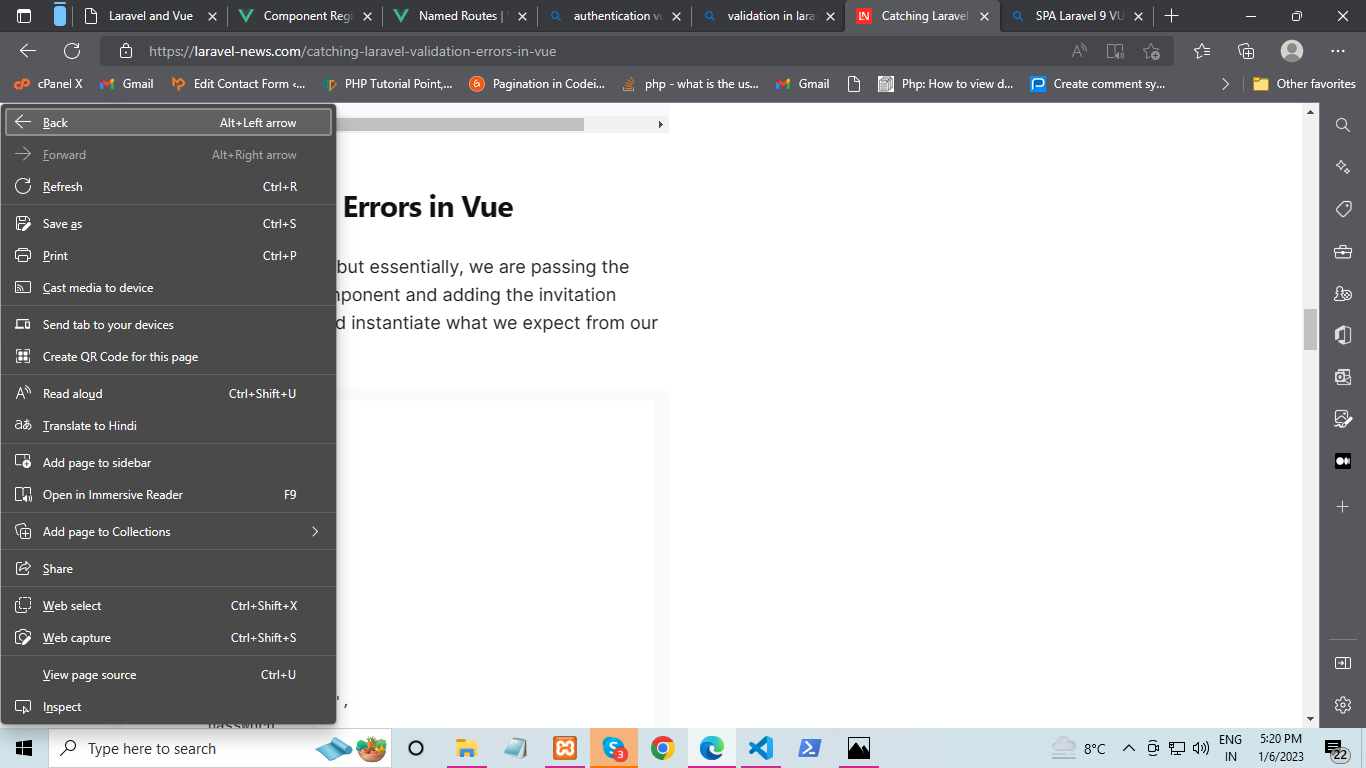 Laravel and Vue
Component Regi
Named Routes |
authentication vu
validation in larav
Catching Laravel
SPA Laravel 9 VU
https://laravel-news.com/catching-laravel-validation-errors-in-vue
cPanel X
Gmail
Edit Contact Form ‹...
PHP Tutorial Point,...
Pagination in Codei...
php - what is the us...
Gmail
Php: How to view d...
Create comment sy...
Other favorites
Back Alt+Left arrow
Forward Alt+Right arrow
Refresh Ctrl+R
Save as Ctrl+S
Print Ctrl+P
Cast media to device
Send tab to your devices
Create QR Code for this page
Read aloud Ctrl+Shift+U
Translate to Hindi
Add page to sidebar
Open in Immersive Reader F9
Add page to Collections
Share
Web select Ctrl+Shift+X
Web capture Ctrl+Shift+S
View page source Ctrl+U
Inspect
Errors in Vue
but essentially, we are passing the
mponent and adding the invitation
d instantiate what we expect from our
',
Type here to search
3
8°C
ENG
IN
5:20 PM
1/6/2023
22